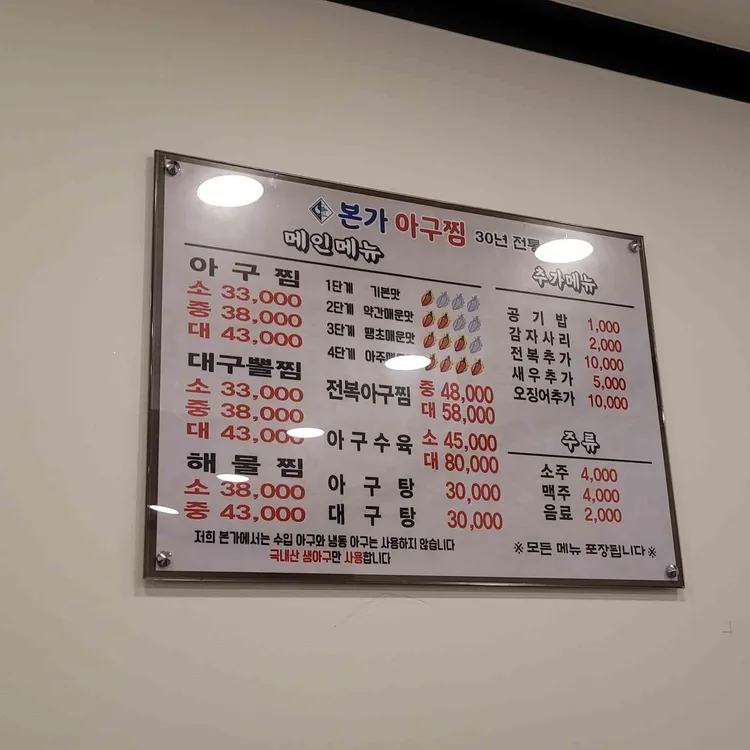 본가 아구찜 30년 전통
메인메뉴
아구찜
소 33,000
중 38,000
대 43,000
1단계 기본맛
2단계 약간매운맛
3단계 땡초매운맛
4단계
대구뽈찜
소 33,000
중 38,000
대 43,000
해물찜
소 38,000
중 43,000
전복아구찜 중 48,000
대 58,000
아구수육 소 45,000
대 80,000
아구탕 30,000
대구탕 30,000
추가메뉴
공기밥 1,000
감자사리 2,000
전복추가 10,000
새우추가 5,000
오징어추가 10,000
주류
소주 4,000
맥주 4,000
음료 2,000
저희 본가에서는 수입 아구와 냉동 아구는 사용하지 않습니다
국내산 생아구만 사용합니다
※모든 메뉴 포장됩니다※